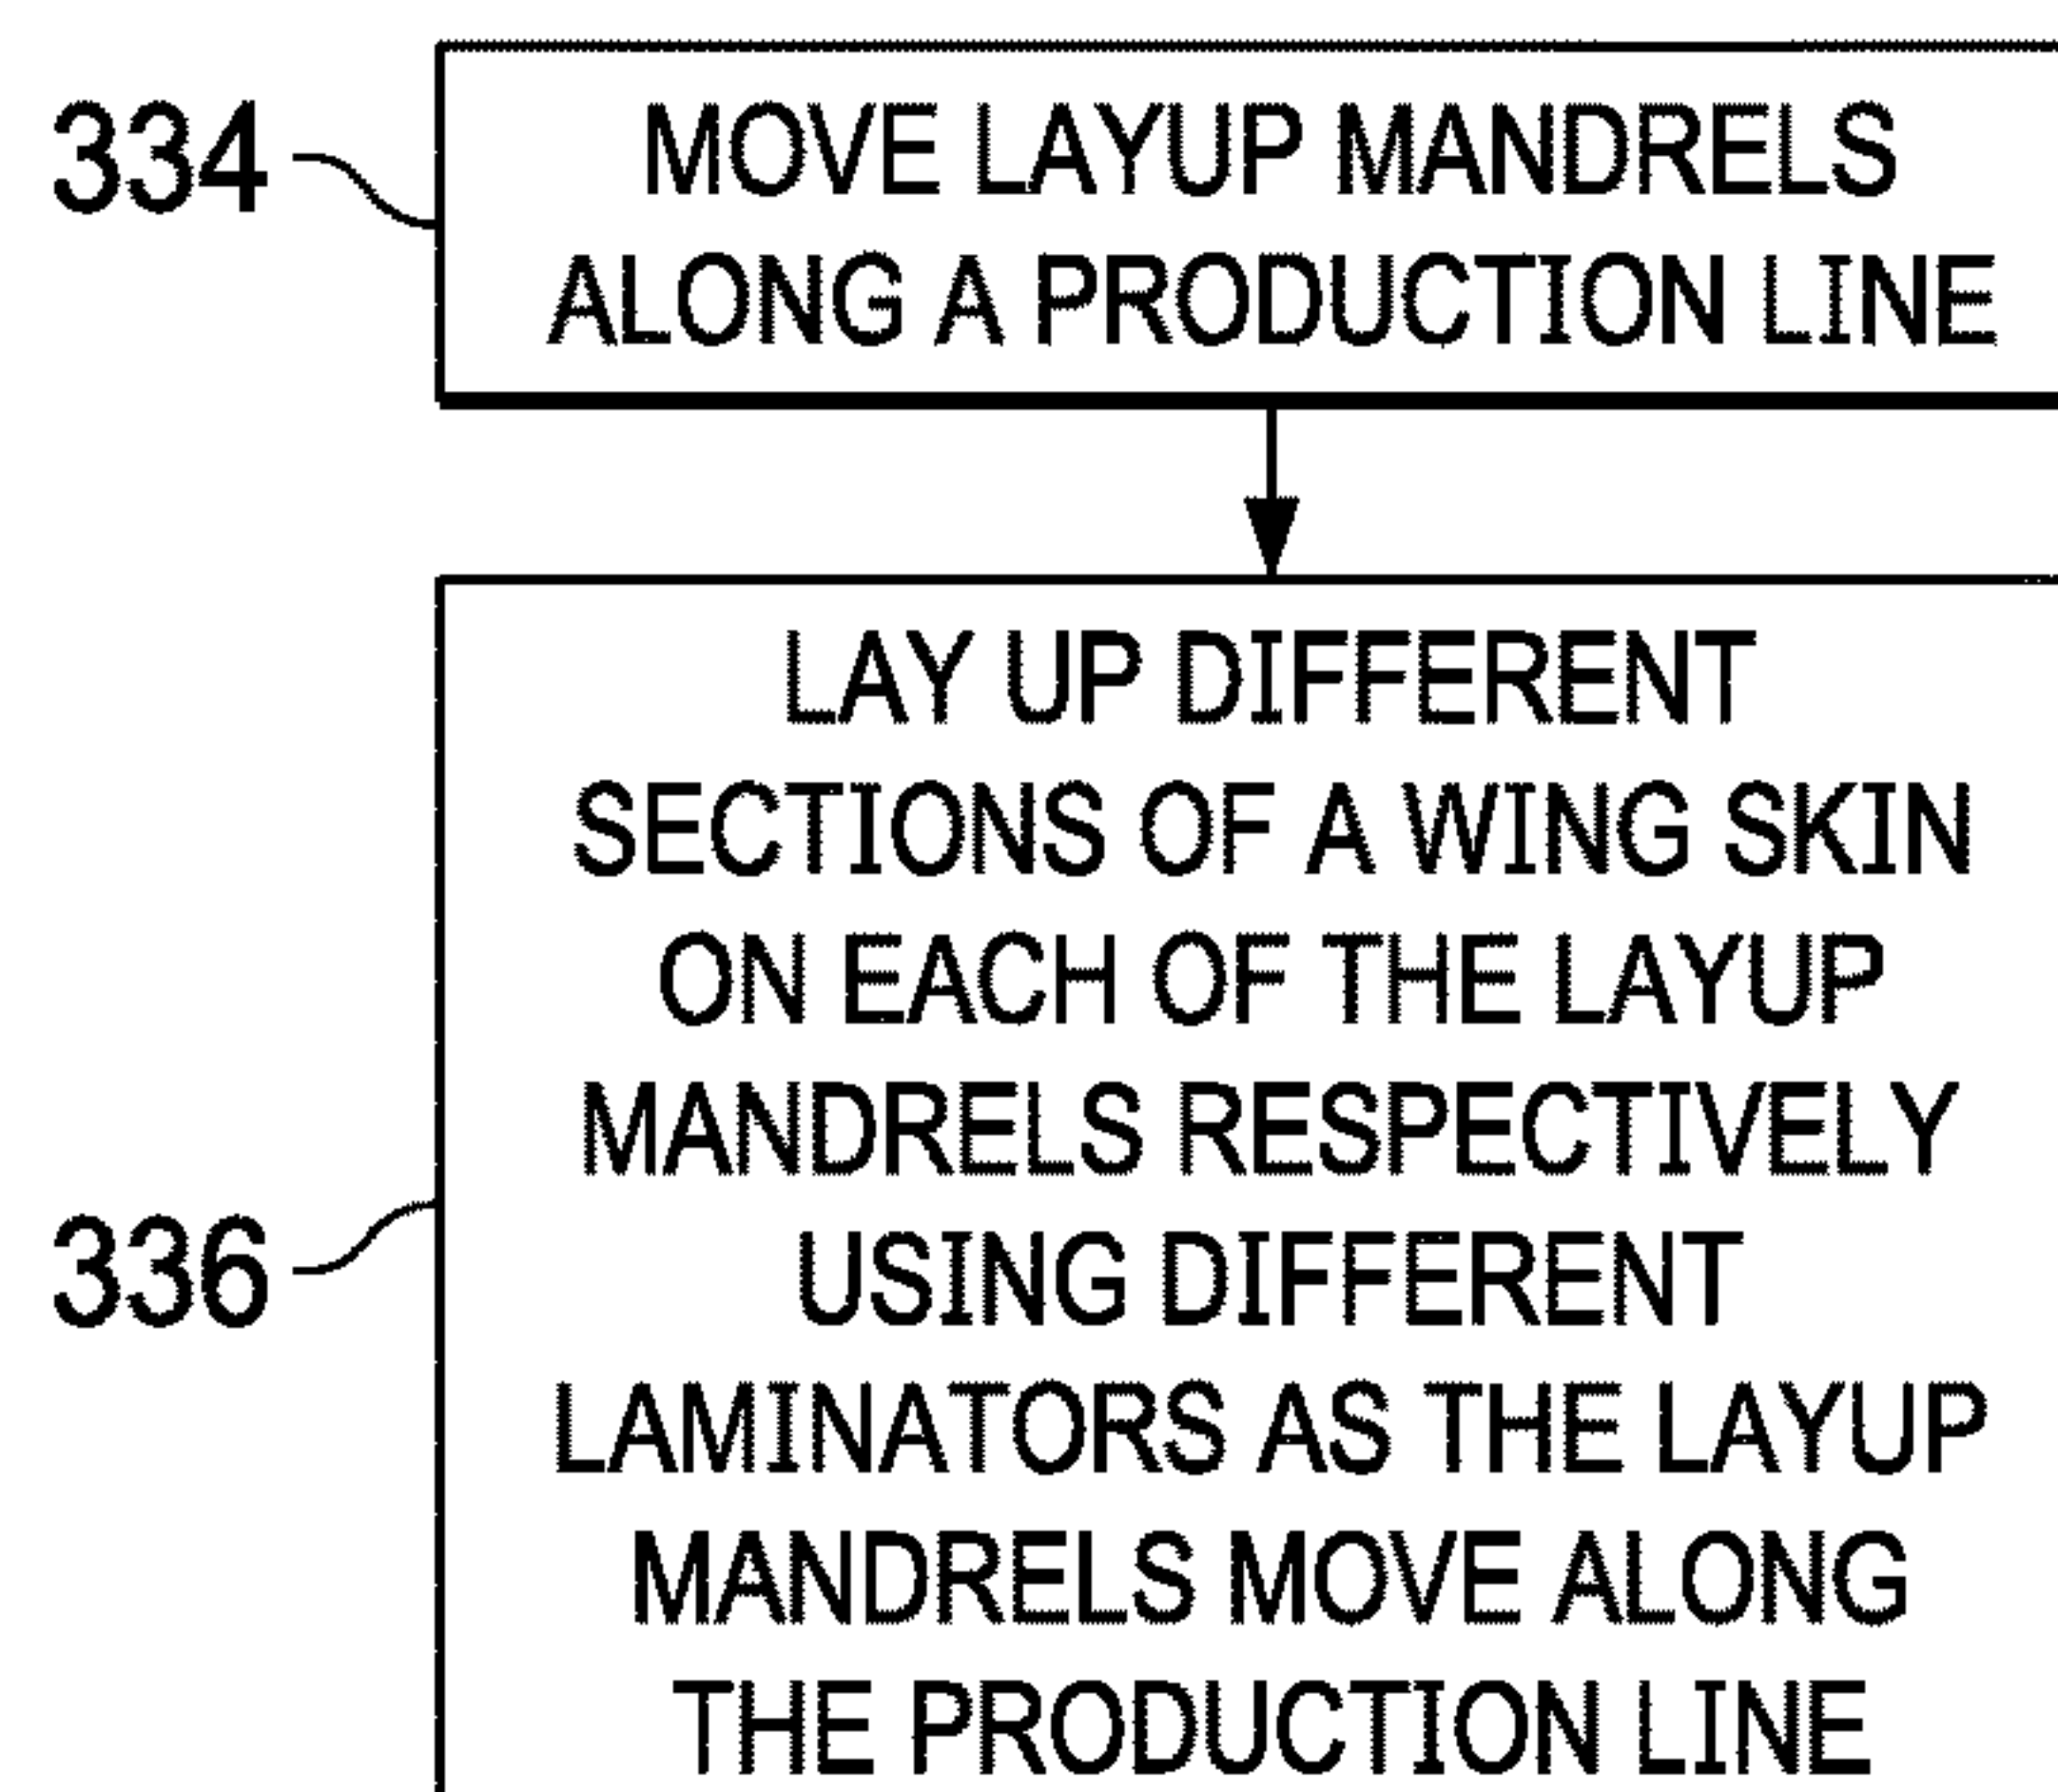 334
MOVE LAYUP MANDRELS
ALONG A PRODUCTION LINE
LAY UP DIFFERENT
SECTIONS OF A WING SKIN
ON EACH OF THE LAYUP
MANDRELS RESPECTIVELY
336
USING DIFFERENT
LAMINATORS AS THE LAYUP
MANDRELS MOVE ALONG
THE PRODUCTION LINE